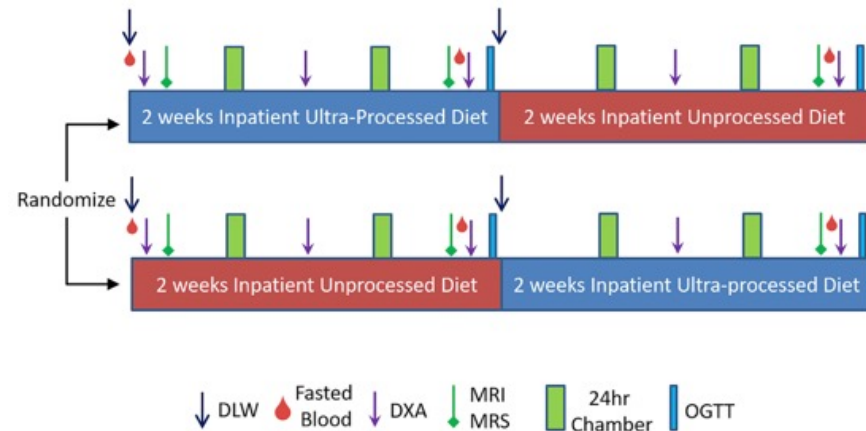 2 weeks Inpatient Ultra-Processed Diet
2 weeks Inpatient Unprocessed Diet
Randomize
2 weeks Inpatient Unprocessed Diet
2 weeks Inpatient Ultra-processed Diet
DLW
Fasted
Blood
DXA
MRI
MRS
24hr
Chamber
OGTT